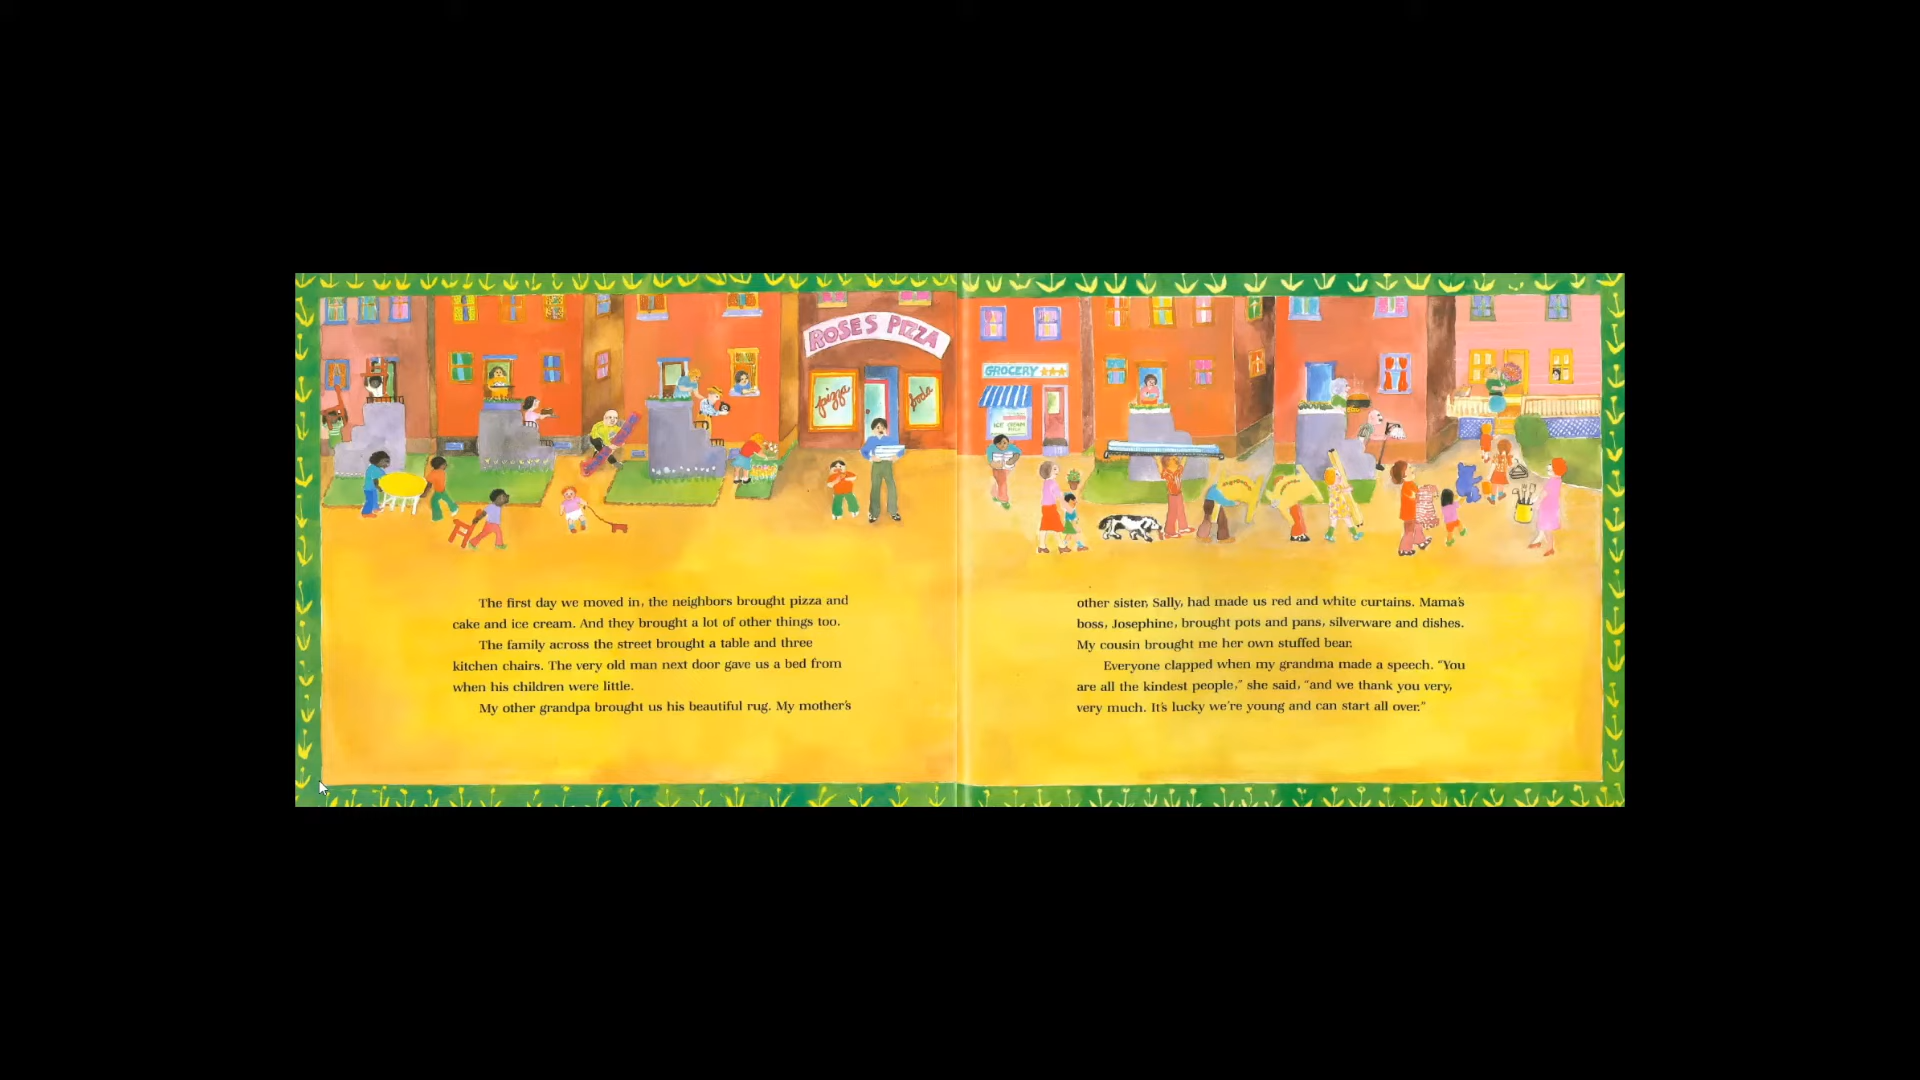 ROSE'S PIZZA
pizza
soda
GROCERY
ICE CREAM
The first day we moved in, the neighbors brought pizza and
cake and ice cream. And they brought a lot of other things too.
The family across the street brought a table and three
kitchen chairs. The very old man next door gave us a bed from
when his children were little.
My other grandpa brought us his beautiful rug. My mother's
other sister, Sally, had made us red and white curtains. Mama's
boss, Josephine, brought pots and pans, silverware and dishes.
My cousin brought me her own stuffed bear.
Everyone clapped when my grandma made a speech. "You
are all the kindest people," she said, "and we thank you very,
very much. It's lucky we're young and can start all over."